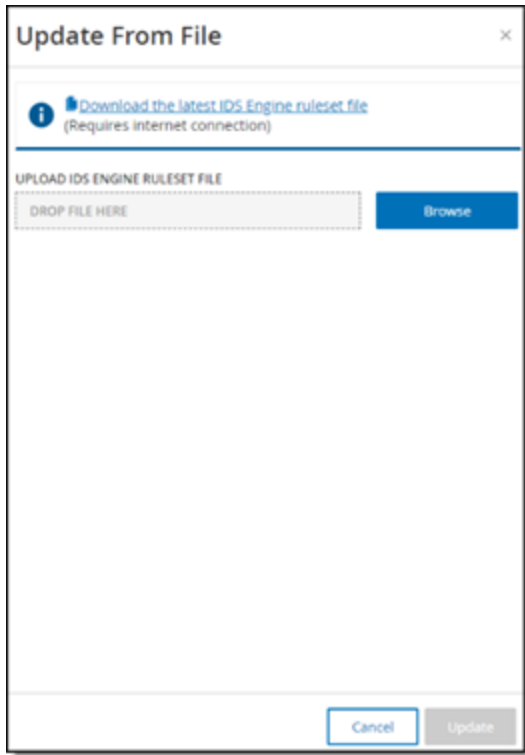 Update From File
Download the latest IDS Engine ruleset file
(Requires internet connection)
UPLOAD IDS ENGINE RULESET FILE
DROP FILE HERE
Browse
Cancel
Update